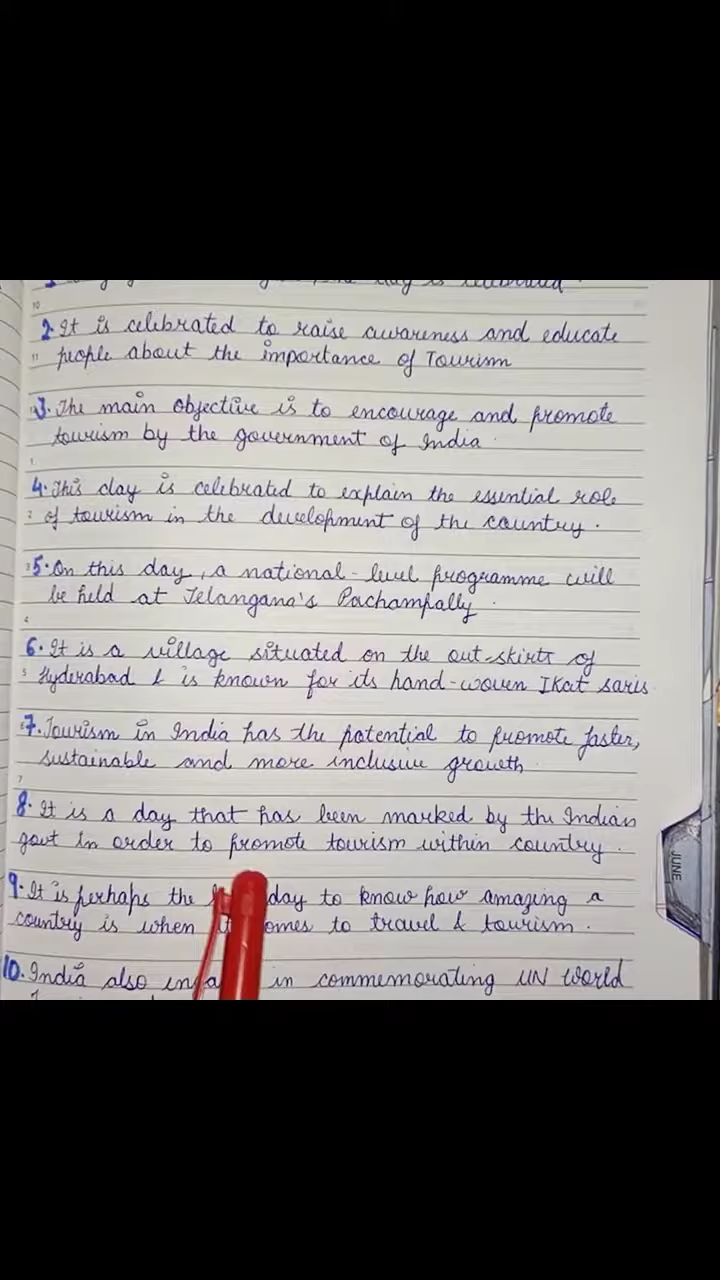 day is celebrated.
2. It is celebrated to raise awareness and educate
people about the importance of Tourism
3. The main objective is to encourage and promote
tourism by the government of India.
4. This day is celebrated to explain the essential role
of tourism in the development of the country.
5. On this day, a national-level programme will
be held at Telangana's Pochampally.
6. It is a village situated on the out-skirts of
Hyderabad & is known for its hand-woven IKat saris
7. Tourism in India has the potential to promote faster,
sustainable and more inclusive growth.
8. It is a day that has been marked by the Indian
govt in order to promote tourism within country.
9. It is perhaps the day to know how amazing a
country is when it comes to travel & tourism.
10. India also in commemorating UN World
JUNE